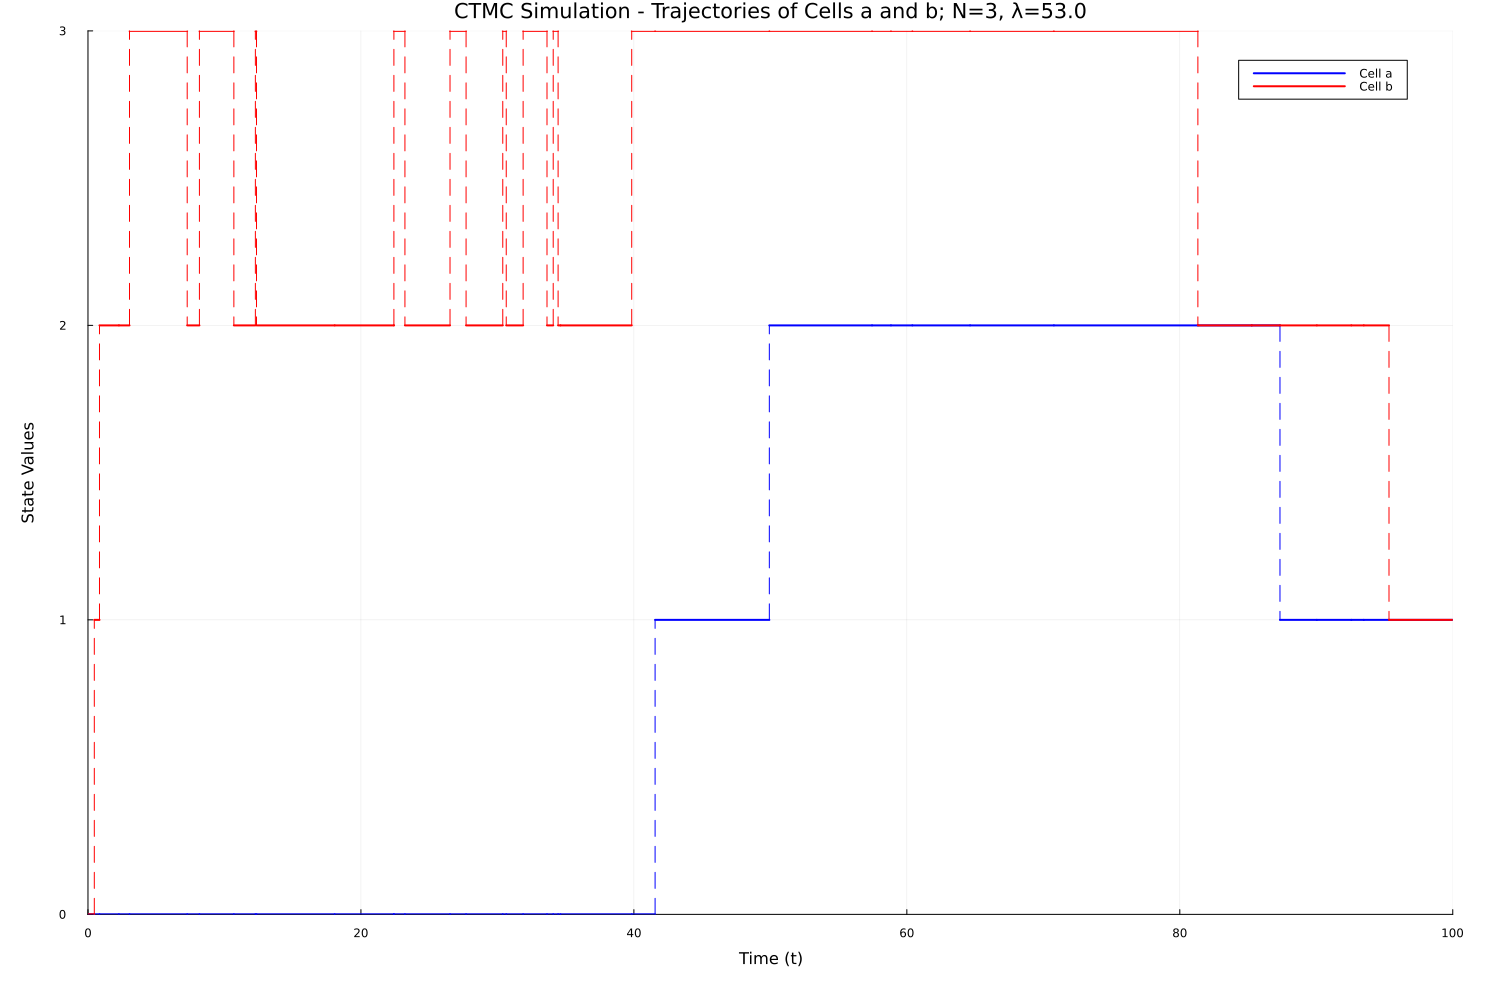 CTMC Simulation - Trajectories of Cells a and b; N=3, λ=53.0
3
Cell a
Cell b
2
State Values
1
0
0 20 40 60 80 100
Time (t)